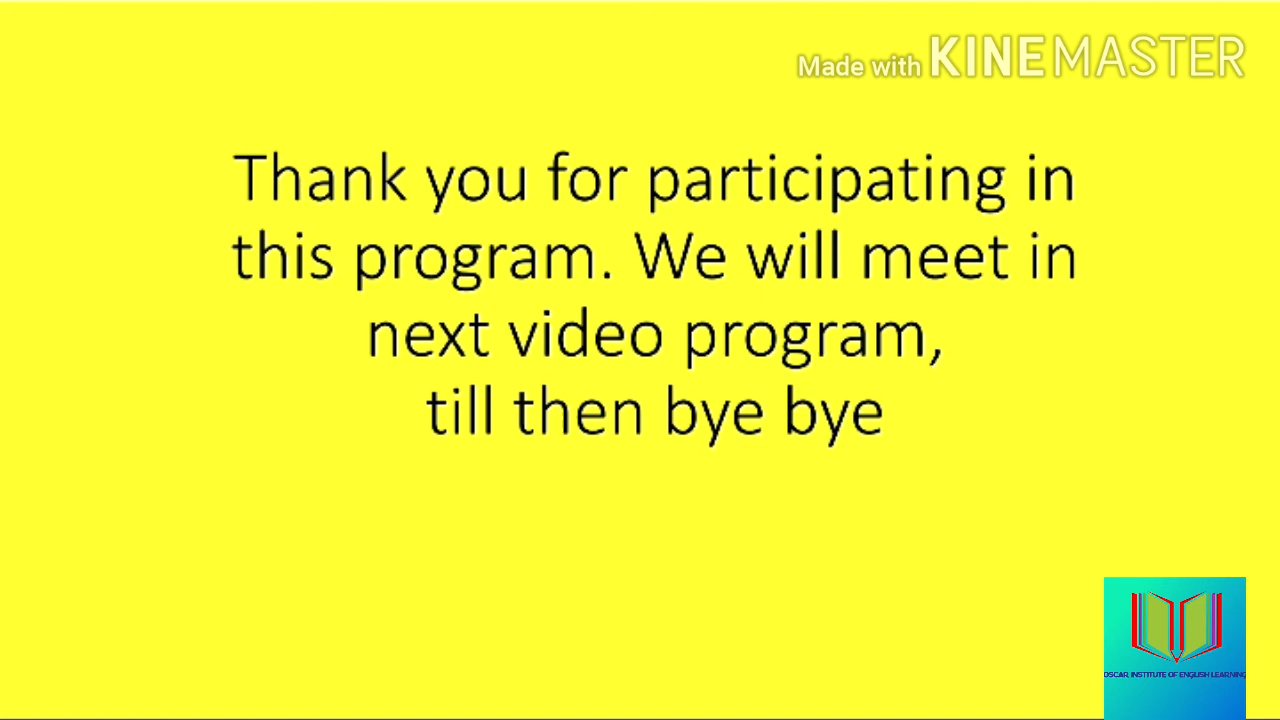 Made with KINEMASTER
Thank you for participating in
this program. We will meet in
next video program,
till then bye bye
OSCAR INSTITUTE OF ENGLISH LEARNING